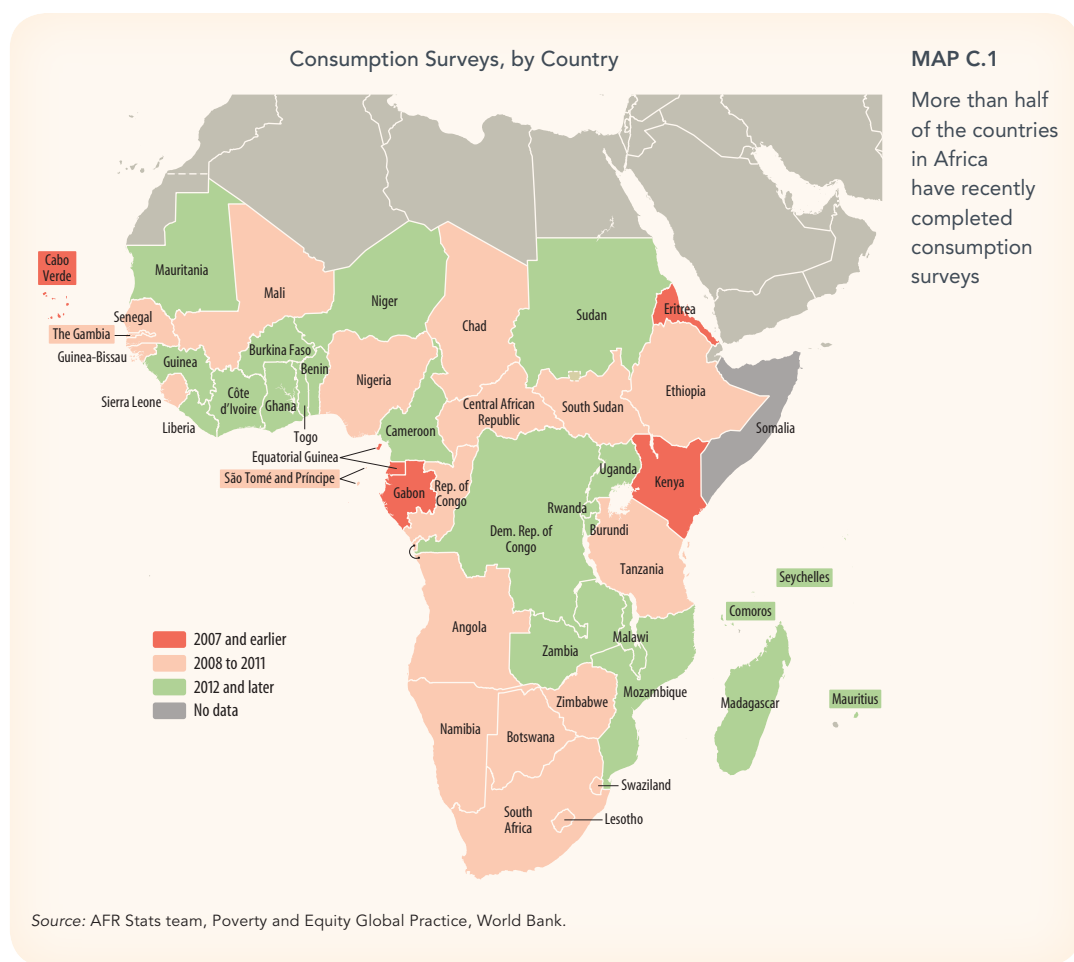 Consumption Surveys, by Country
MAP C.1
More than half
of the countries
in Africa
have recently
completed
consumption
surveys
Cabo
Verde
Mauritania
Mali
Niger
Chad
Sudan
Eritrea
Senegal
The Gambia
Guinea-Bissau
Guinea
Burkina Faso
Benin
Nigeria
Ethiopia
Sierra Leone
Côte
d'Ivoire
Ghana
Central African
Republic
South Sudan
Somalia
Liberia
Togo
Cameroon
Equatorial Guinea
São Tomé and Príncipe
Gabon
Rep. of
Congo
Uganda
Kenya
Rwanda
Burundi
Dem. Rep. of
Congo
Tanzania
Seychelles
Comoros
Angola
Malawi
Zambia
2007 and earlier
2008 to 2011
2012 and later
No data
Mozambique
Zimbabwe
Madagascar
Mauritius
Namibia
Botswana
Swaziland
South
Africa
Lesotho
Source: AFR Stats team, Poverty and Equity Global Practice, World Bank.